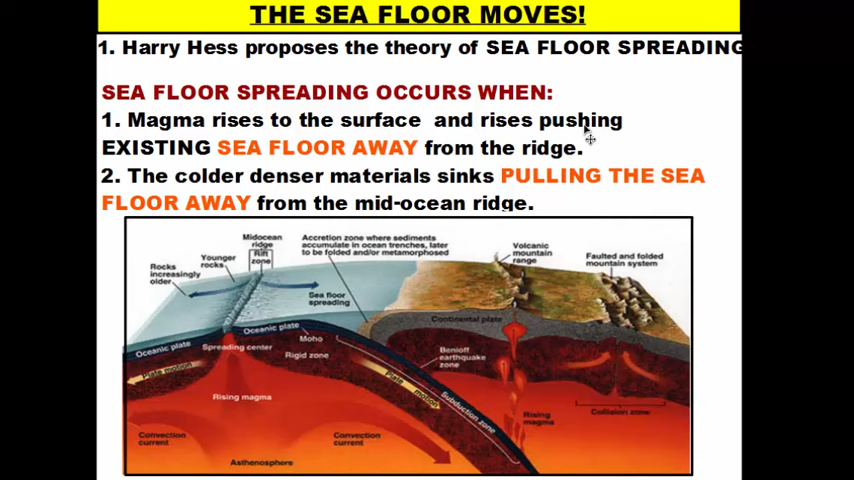 THE SEA FLOOR MOVES!
1. Harry Hess proposes the theory of SEA FLOOR SPREADING
SEA FLOOR SPREADING OCCURS WHEN:
1. Magma rises to the surface and rises pushing
EXISTING SEA FLOOR AWAY from the ridge.
2. The colder denser materials sinks PULLING THE SEA
FLOOR AWAY from the mid-ocean ridge.
Midocean
ridge
Rift
zone
Accretion zone where sediments
accumulate in ocean trenches, later
to be folded and/or metamorphosed
Volcanic
mountain
range
Faulted and folded
mountain system
Younger
rocks
Rocks
increasingly
older
Sea floor
spreading
Continental plate
Oceanic plate
Oceanic plate
Moho
Spreading center
Rigid zone
Benioff
earthquake
zone
Plate motion
Plate
motion
Subduction zone
Rising magma
Collision zone
Rising
magma
Convection
current
Convection
current
Asthenosphere